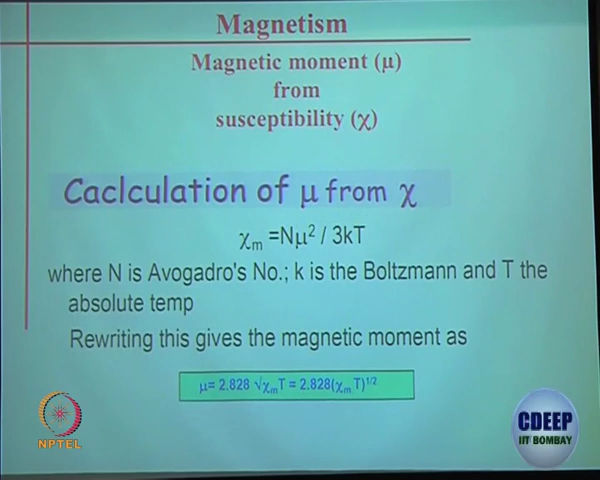 Magnetism
Magnetic moment (μ)
from
susceptibility (χ)
Caclculation of μ from χ
χm =Nμ² / 3kT
where N is Avogadro's No.; k is the Boltzmann and T the
absolute temp
Rewriting this gives the magnetic moment as
μ= 2.828 √χmT = 2.828(χmT)1/2
NPTEL
CDEEP
IIT BOMBAY